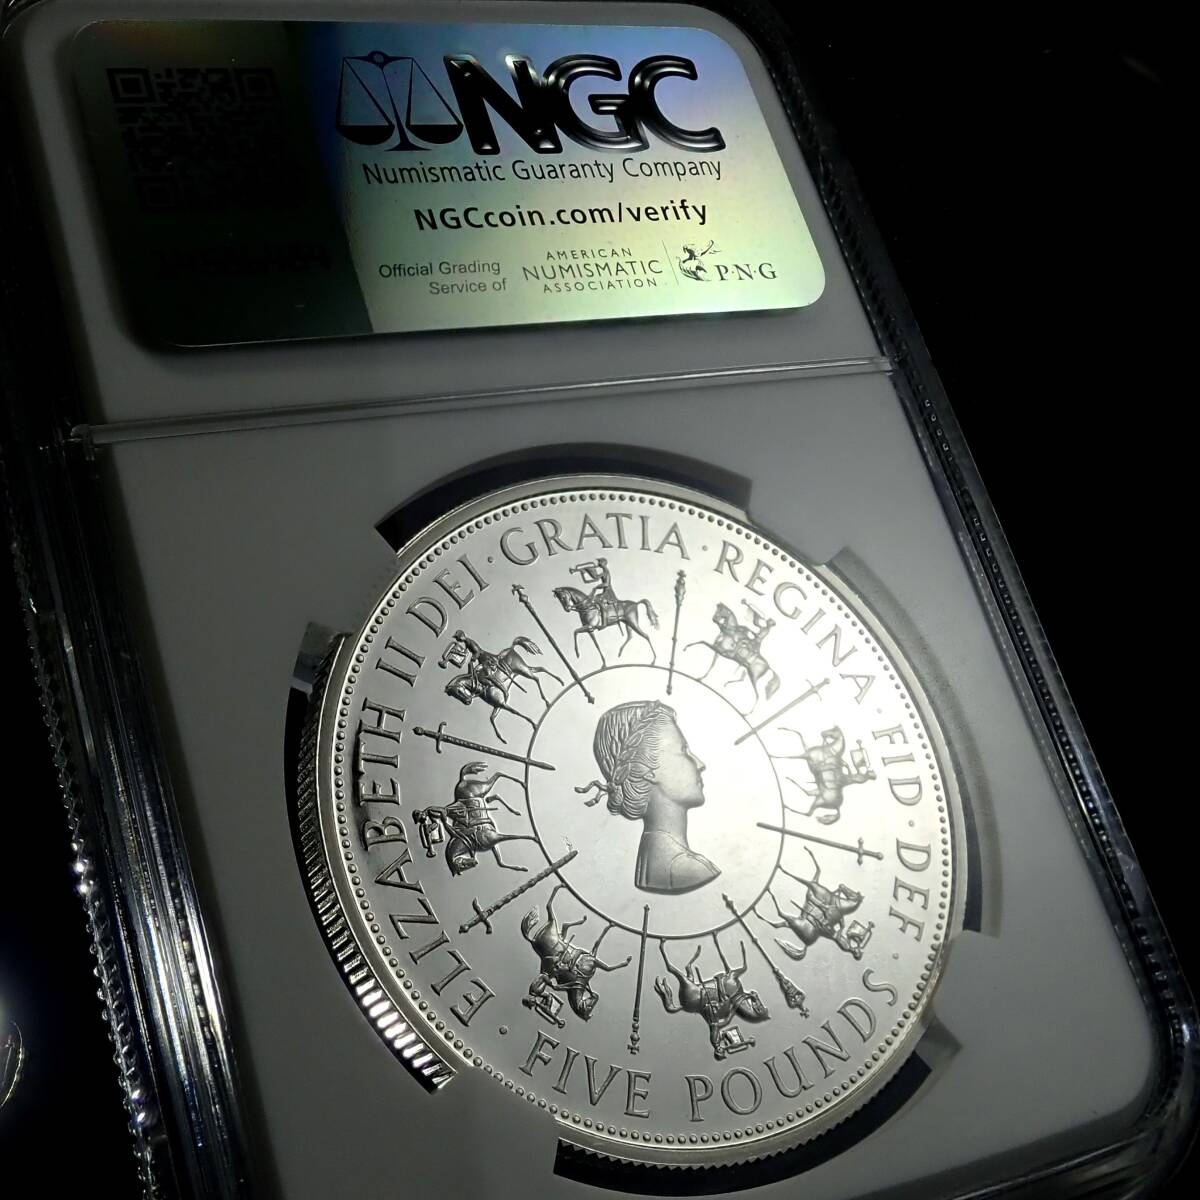 NGC
Numismatic Guaranty Company
NGCcoin.com/verify
Official Grading
Service of
AMERICAN
NUMISMATIC
ASSOCIATION
P·N·G
ELIZABETH II DEI · GRATIA · REGINA · FID · DEF ·
FIVE POUNDS